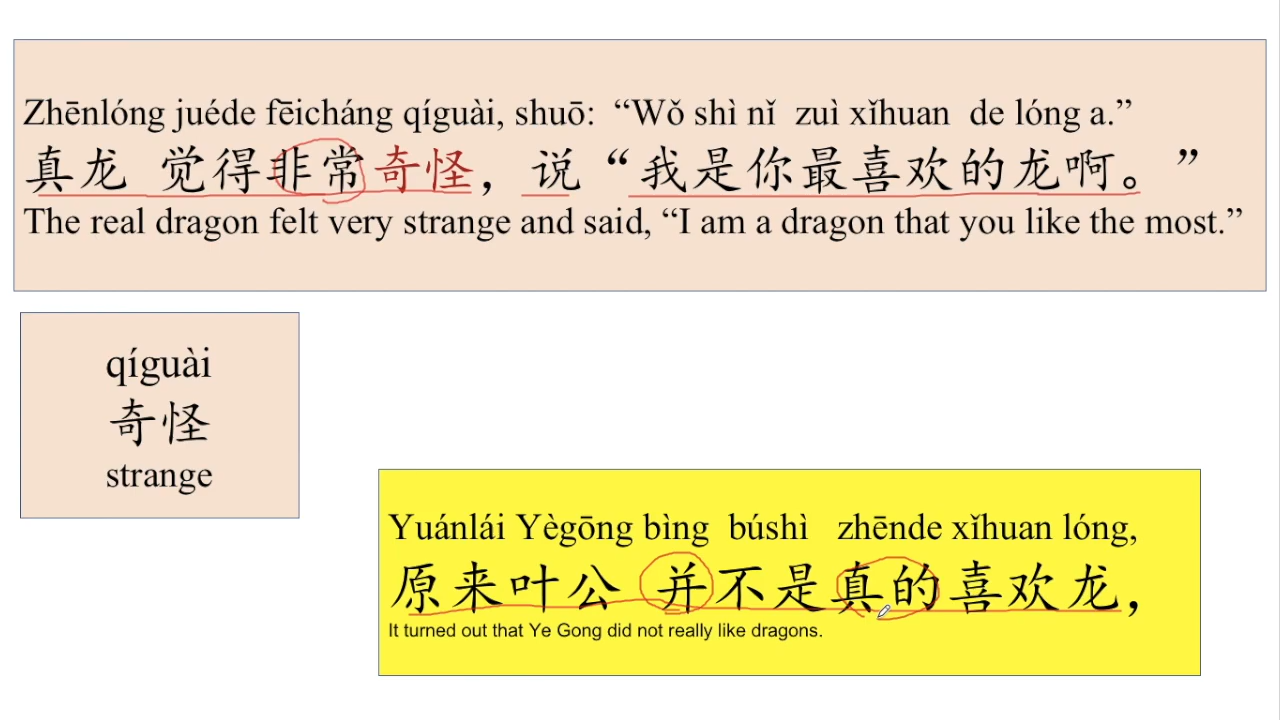 Zhēnlóng juéde fēicháng qíguài, shuō: “Wǒ shì nǐ zuì xǐhuan de lóng a.”
真龙 觉得非常奇怪，说“我是你最喜欢的龙啊。”
The real dragon felt very strange and said, “I am a dragon that you like the most.”
qíguài
奇怪
strange
Yuánlái Yègōng bìng búshì zhēnde xǐhuan lóng,
原来叶公 并不是真的喜欢龙，
It turned out that Ye Gong did not really like dragons.